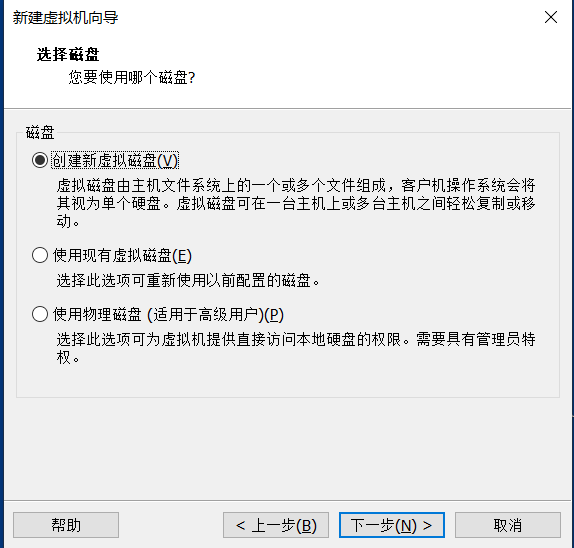 新建虚拟机向导
选择磁盘
您要使用哪个磁盘?
磁盘
创建新虚拟磁盘(V)
虚拟磁盘由主机文件系统上的一个或多个文件组成，客户机操作系统会将
其视为单个硬盘。虚拟磁盘可在一台主机上或多台主机之间轻松复制或移
动。
使用现有虚拟磁盘(E)
选择此选项可重新使用以前配置的磁盘。
使用物理磁盘 (适用于高级用户)(P)
选择此选项可为虚拟机提供直接访问本地硬盘的权限。需要具有管理员特
权。
帮助 < 上一步(B) 下一步(N) > 取消